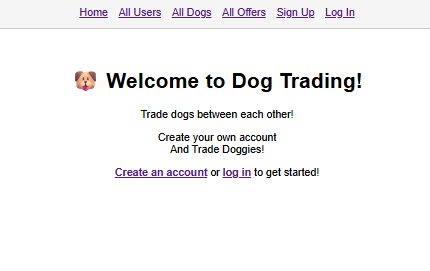 Home All Users All Dogs All Offers Sign Up Log In
Welcome to Dog Trading!
Trade dogs between each other!
Create your own account
And Trade Doggies!
Create an account or log in to get started!